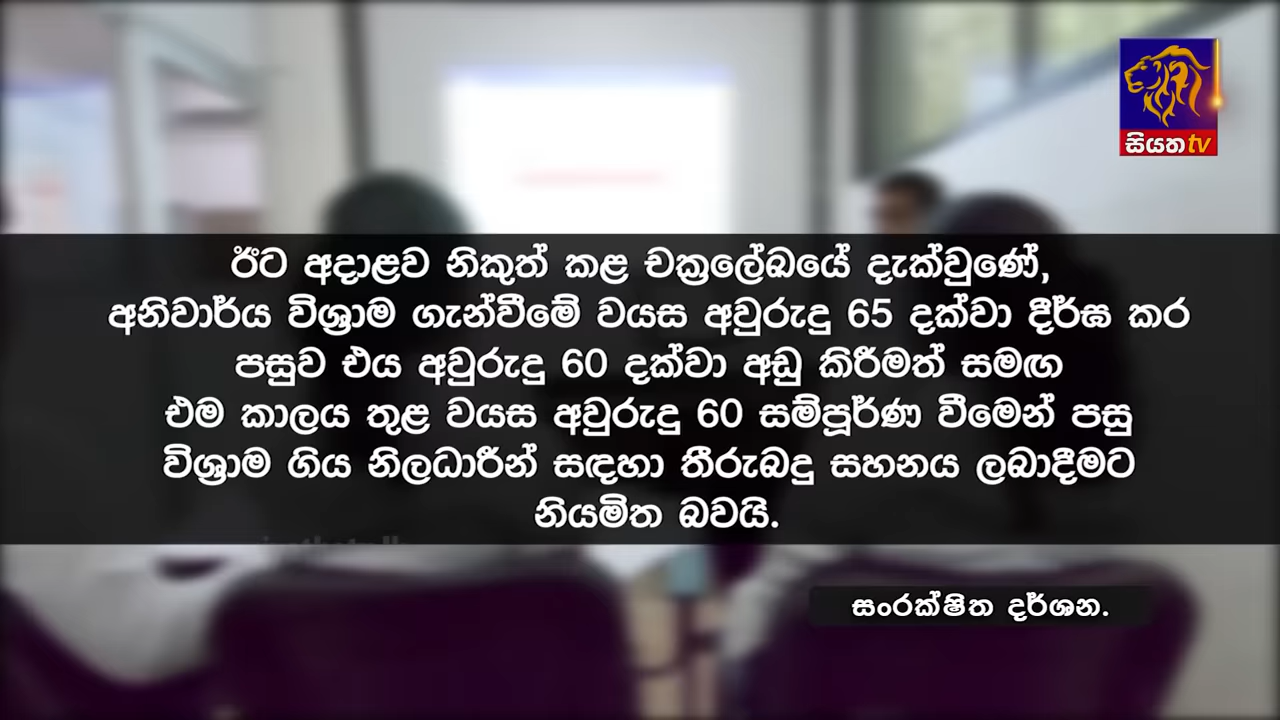 සියත tv
ඊට අදාළව නිකුත් කළ චක්‍රලේඛයේ දැක්වුණේ,
අනිවාර්ය විශ්‍රාම ගැන්වීමේ වයස අවුරුදු 65 දක්වා දීර්ඝ කර
පසුව එය අවුරුදු 60 දක්වා අඩු කිරීමත් සමඟ
එම කාලය තුළ වයස අවුරුදු 60 සම්පූර්ණ වීමෙන් පසු
විශ්‍රාම ගිය නිලධාරීන් සඳහා තීරුබදු සහනය ලබාදීමට
නියමිත බවයි.
සංරක්ෂිත දර්ශන.